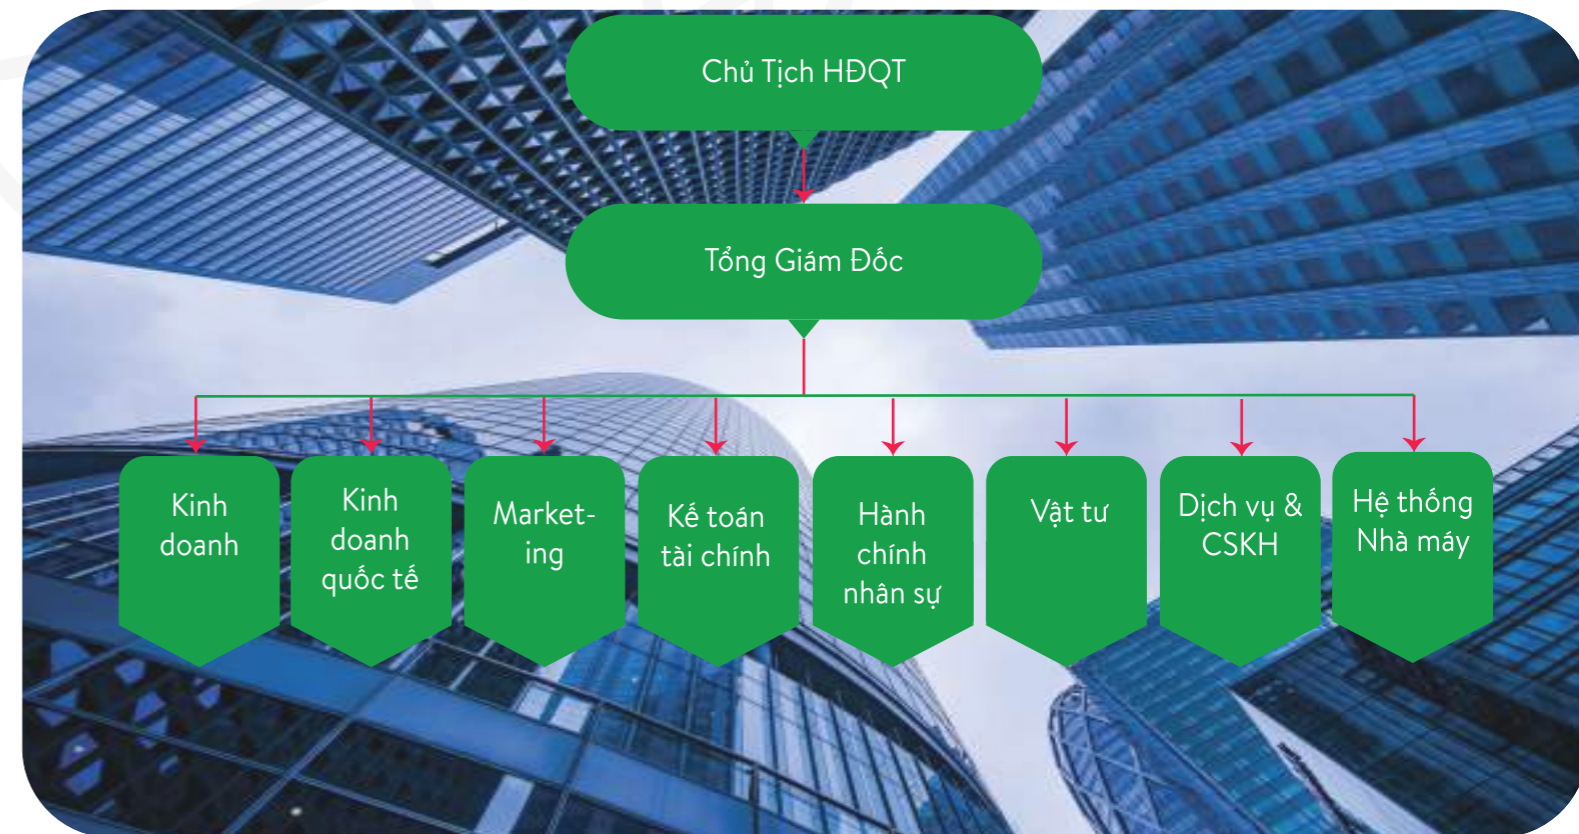 Chủ Tịch HĐQT
Tổng Giám Đốc
Kinh
doanh
Kinh
doanh
quốc tế
Market-
ing
Kế toán
tài chính
Hành
chính
nhân sự
Vật tư
Dịch vụ &
CSKH
Hệ thống
Nhà máy